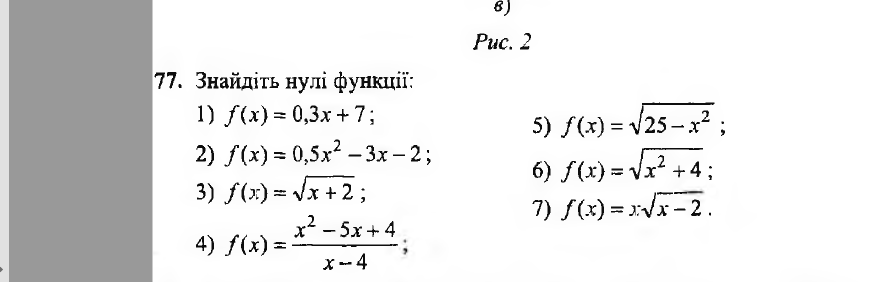 в)
Рис. 2
77. Знайдіть нулі функції:
1) f(x) = 0,3x + 7;
2) f(x) = 0,5x² − 3x − 2;
3) f(x) = √(x + 2);
4) f(x) = (x² − 5x + 4)/(x − 4);
5) f(x) = √(25 − x²);
6) f(x) = √(x² + 4);
7) f(x) = x√(x − 2).